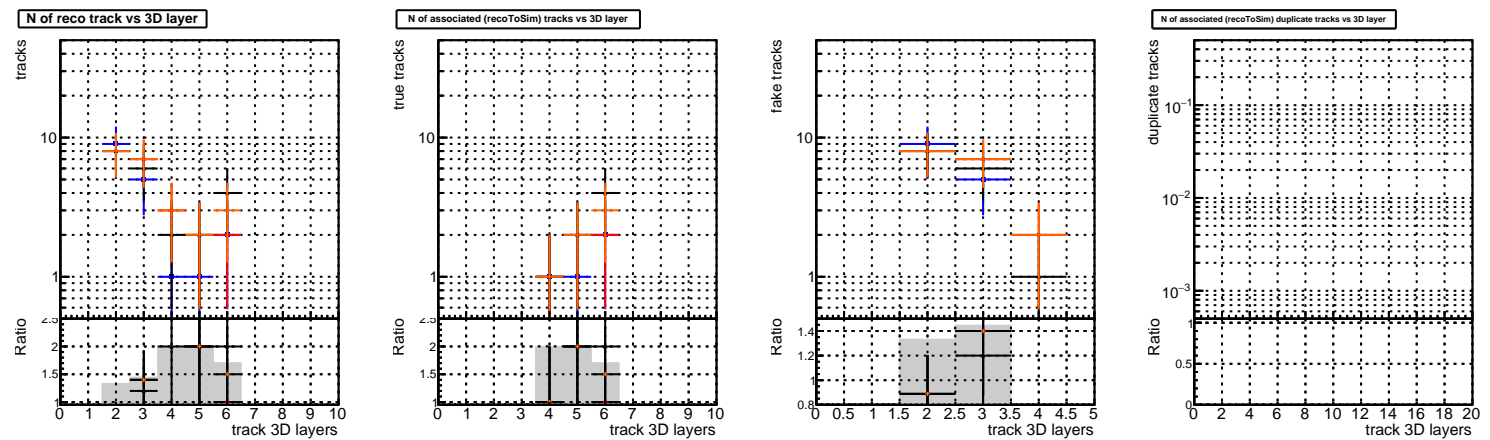 N of reco track vs 3D layer
tracks
10
1
Ratio
2.5
2
1.5
1
0 1 2 3 4 5 6 7 8 9 10
track 3D layers
N of associated (recoToSim) tracks vs 3D layer
true tracks
10
1
Ratio
2.5
2
1.5
1
0 1 2 3 4 5 6 7 8 9 10
track 3D layers
fake tracks
10
1
Ratio
1.4
1.2
1
0.8
0 0.5 1 1.5 2 2.5 3 3.5 4 4.5 5
track 3D layers
N of associated (recoToSim) duplicate tracks vs 3D layer
duplicate tracks
10⁻¹
10⁻²
10⁻³
Ratio
1
0.5
0
0 2 4 6 8 10 12 14 16 18 20
track 3D layers